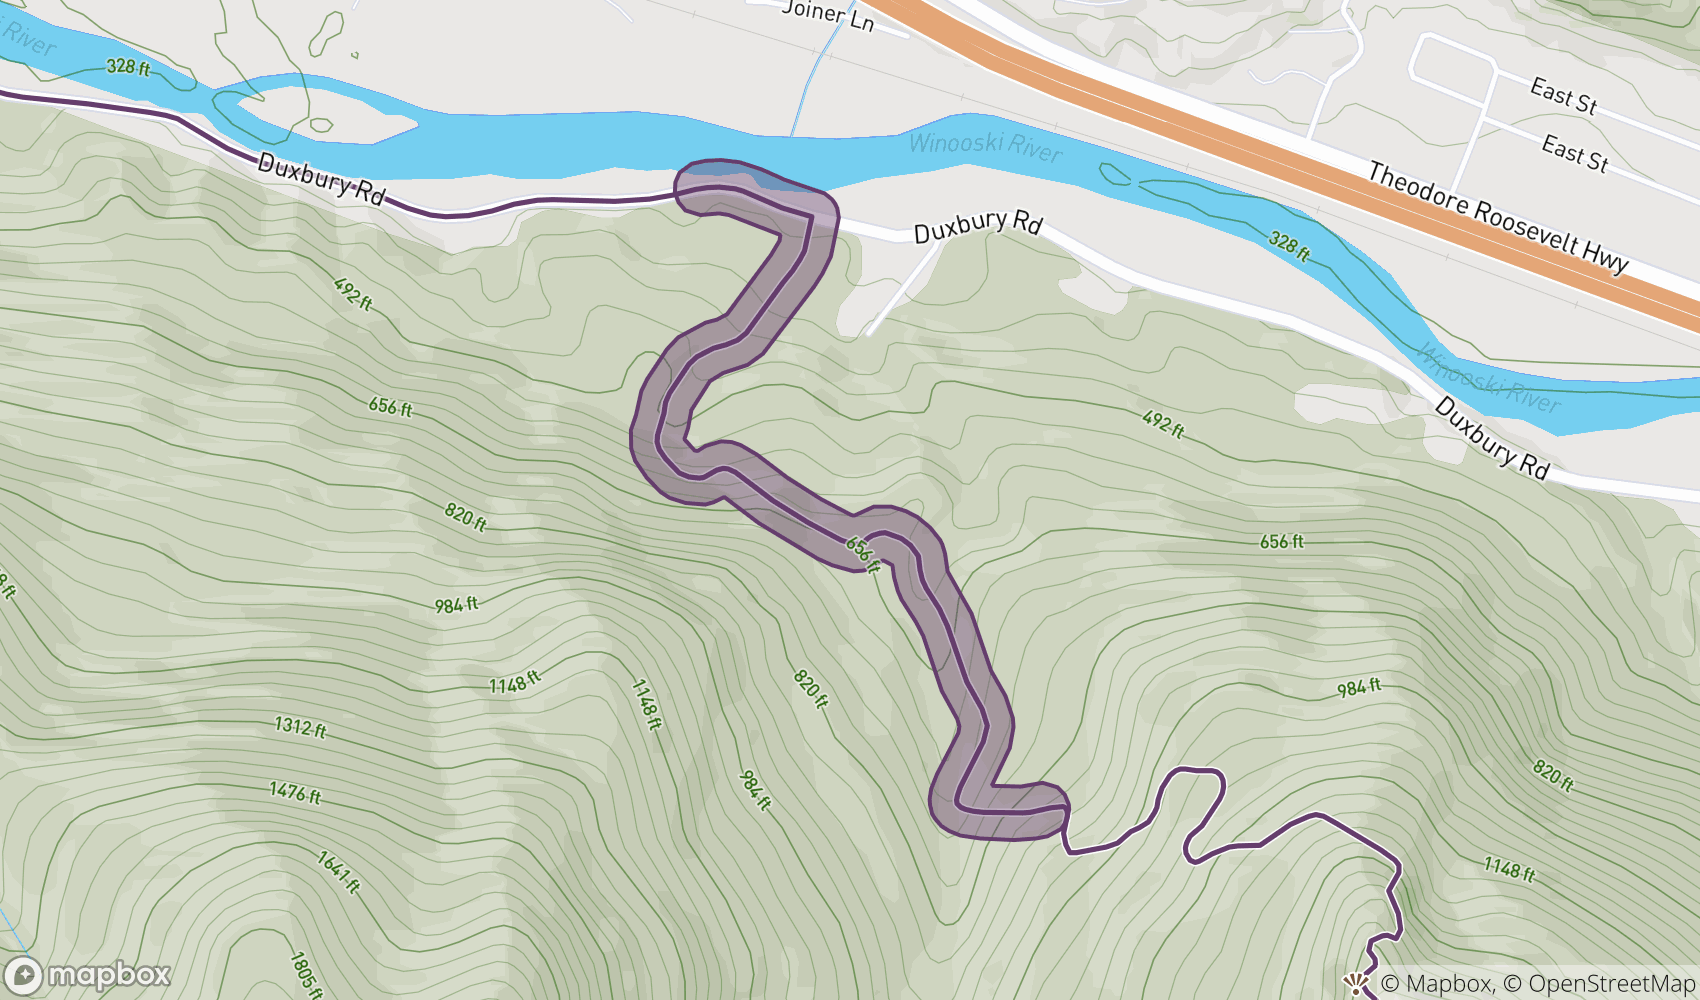 Joiner Ln
River
328 ft
East St
Winooski River
East St
Duxbury Rd
Theodore Roosevelt Hwy
Duxbury Rd
328 ft
492 ft
Winooski River
656 ft
492 ft
Duxbury Rd
820 ft
656 ft
656 ft
984 ft
1148 ft
1148 ft
820 ft
984 ft
1312 ft
984 ft
820 ft
1476 ft
1641 ft
1148 ft
1805 ft
mapbox
© Mapbox, © OpenStreetMap